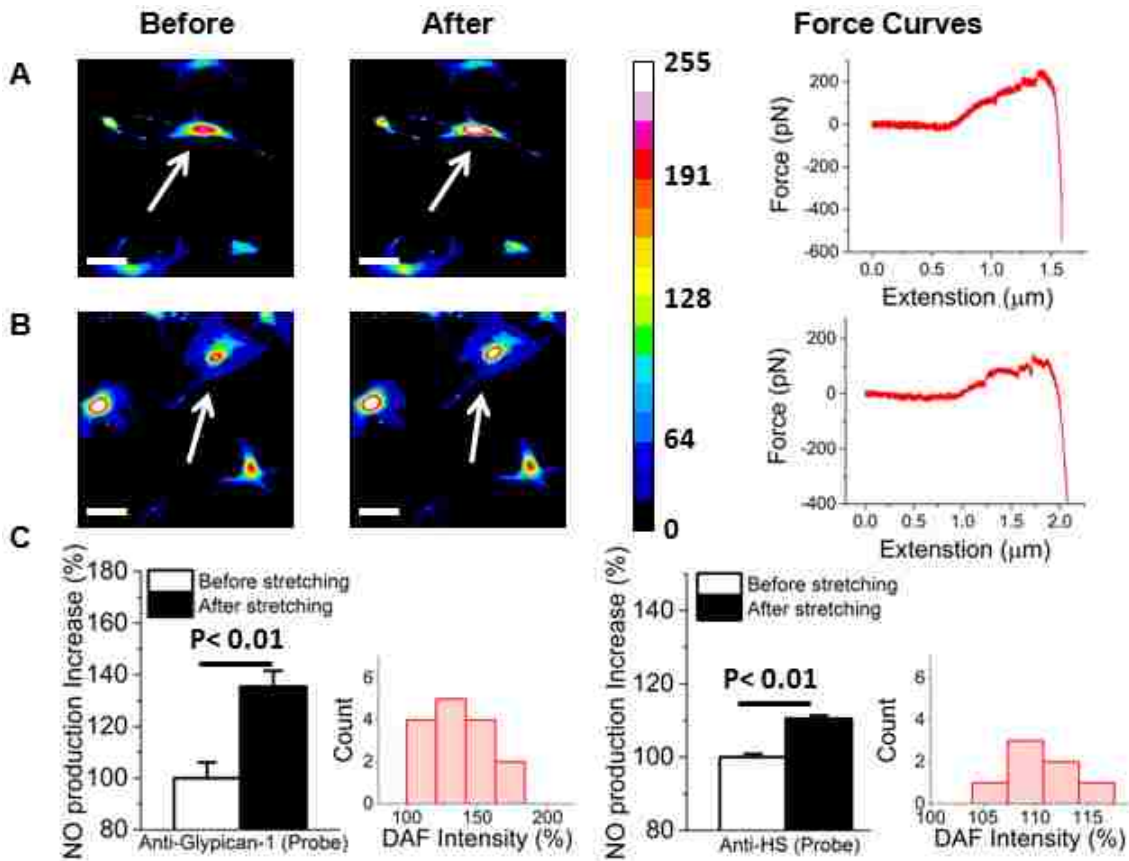 Before After Force Curves
A
255
191
128
64
0
200
0
-200
-400
-600
Force (pN)
0.0 0.5 1.0 1.5
Extenstion (μm)
B
200
0
-200
-400
Force (pN)
0.0 0.5 1.0 1.5 2.0
Extenstion (μm)
C
NO production Increase (%)
180
160
140
120
100
80
Before stretching
After stretching
P< 0.01
Anti-Glypican-1 (Probe)
Count
6
4
2
0
100 150 200
DAF Intensity (%)
NO production Increase (%)
140
120
100
80
Before stretching
After stretching
P< 0.01
Anti-HS (Probe)
Count
6
4
2
0
100 105 110 115
DAF Intensity (%)